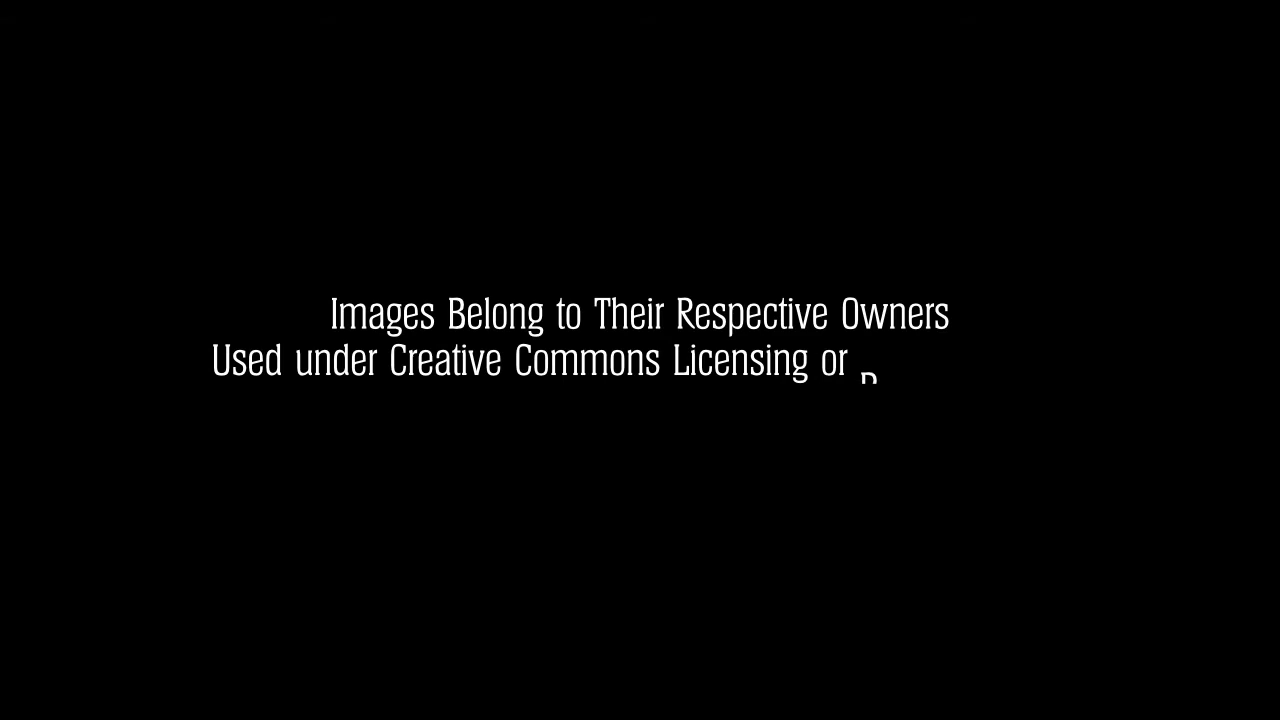 Images Belong to Their Respective Owners
Used under Creative Commons Licensing or